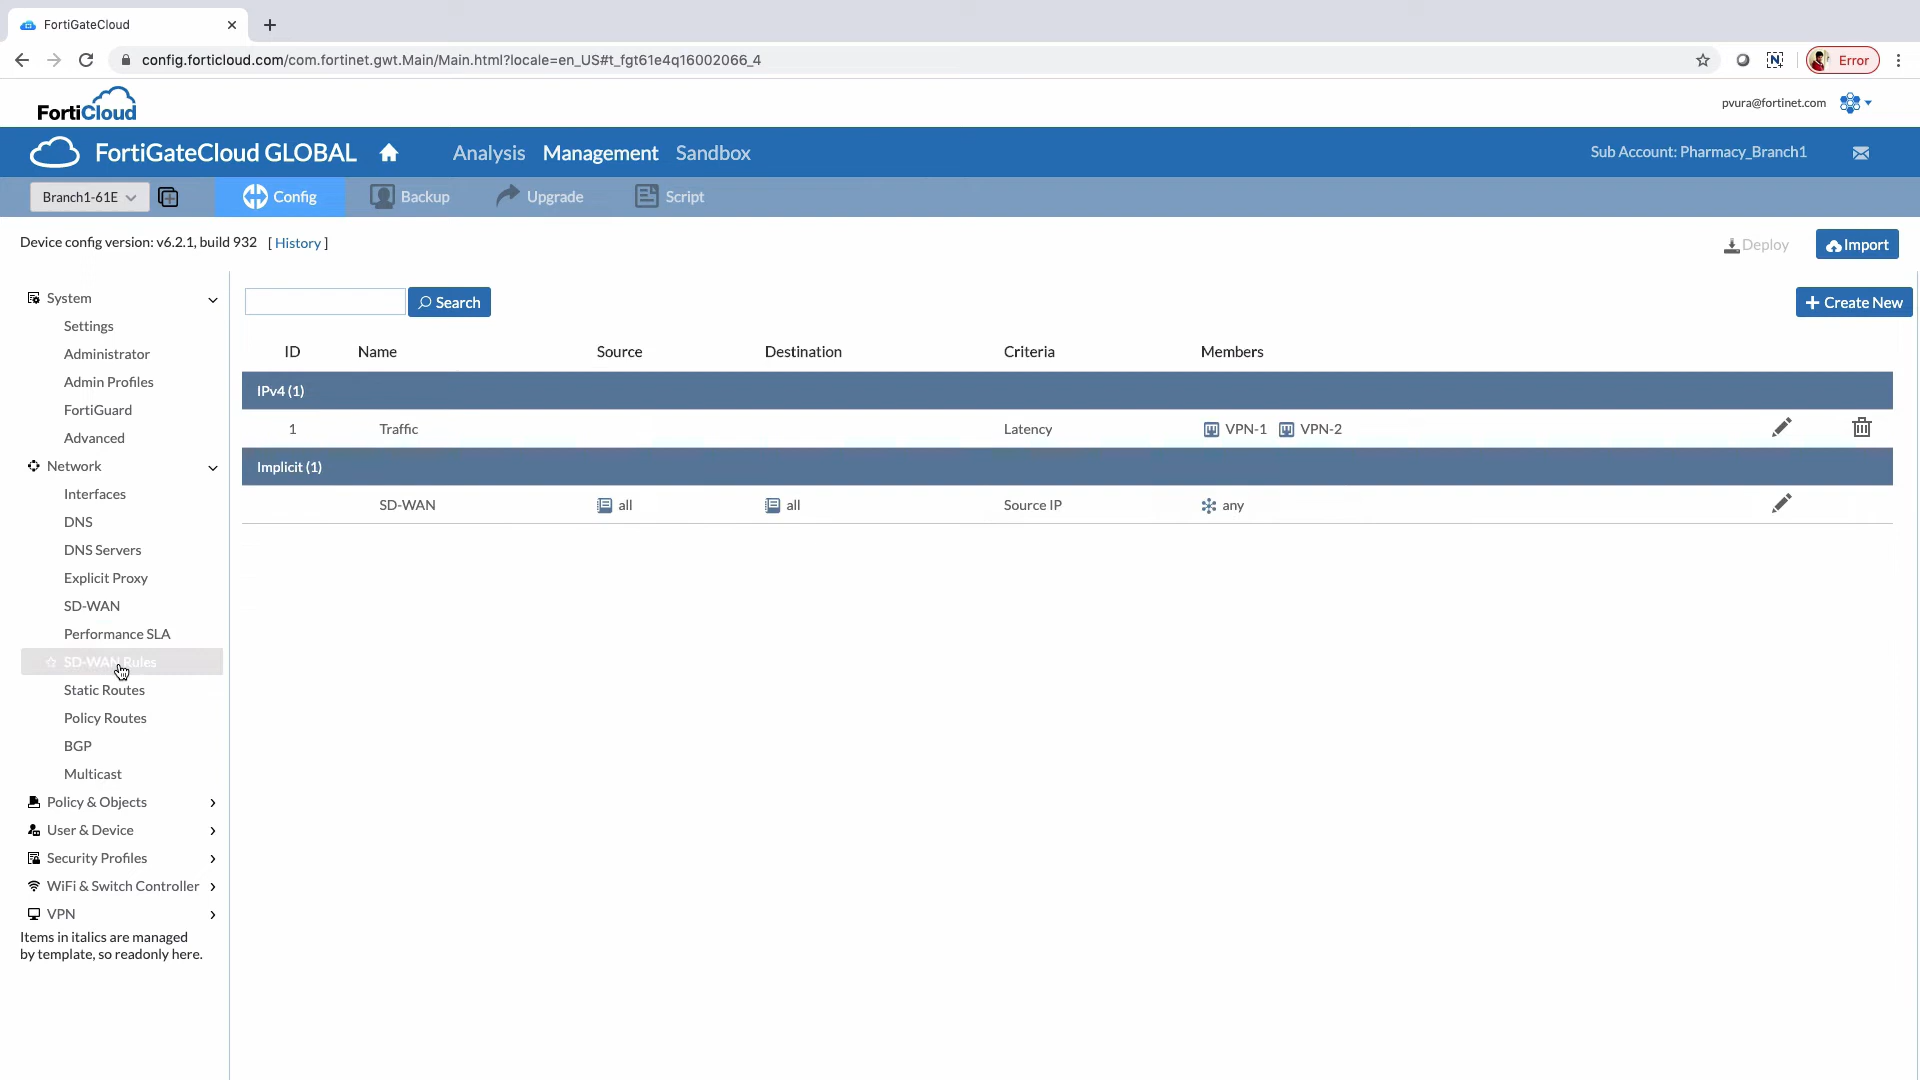 FortiGateCloud
config.forticloud.com/com.fortinet.gwt.Main/Main.html?locale=en_US#t_fgt61e4q16002066_4
Error
FortiCloud
pvura@fortinet.com
FortiGateCloud GLOBAL
Analysis Management Sandbox
Sub Account: Pharmacy_Branch1
Branch1-61E
Config Backup Upgrade Script
Device config version: v6.2.1, build 932 [ History ]
Deploy Import
System
Settings
Administrator
Admin Profiles
FortiGuard
Advanced
Network
Interfaces
DNS
DNS Servers
Explicit Proxy
SD-WAN
Performance SLA
SD-WAN Rules
Static Routes
Policy Routes
BGP
Multicast
Policy & Objects
User & Device
Security Profiles
WiFi & Switch Controller
VPN
Items in italics are managed
by template, so readonly here.
Search
+ Create New
ID Name Source Destination Criteria Members
IPv4 (1)
1 Traffic Latency VPN-1 VPN-2
Implicit (1)
SD-WAN all all Source IP any